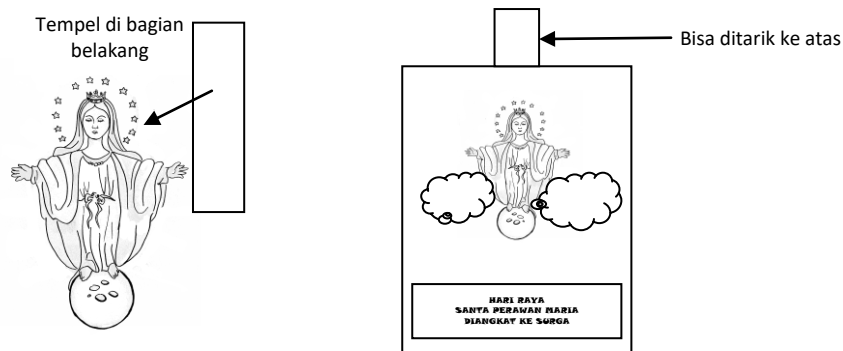 Tempel di bagian
belakang
Bisa ditarik ke atas
HARI RAYA
SANTA PERAWAN MARIA
DIANGKAT KE SURGA